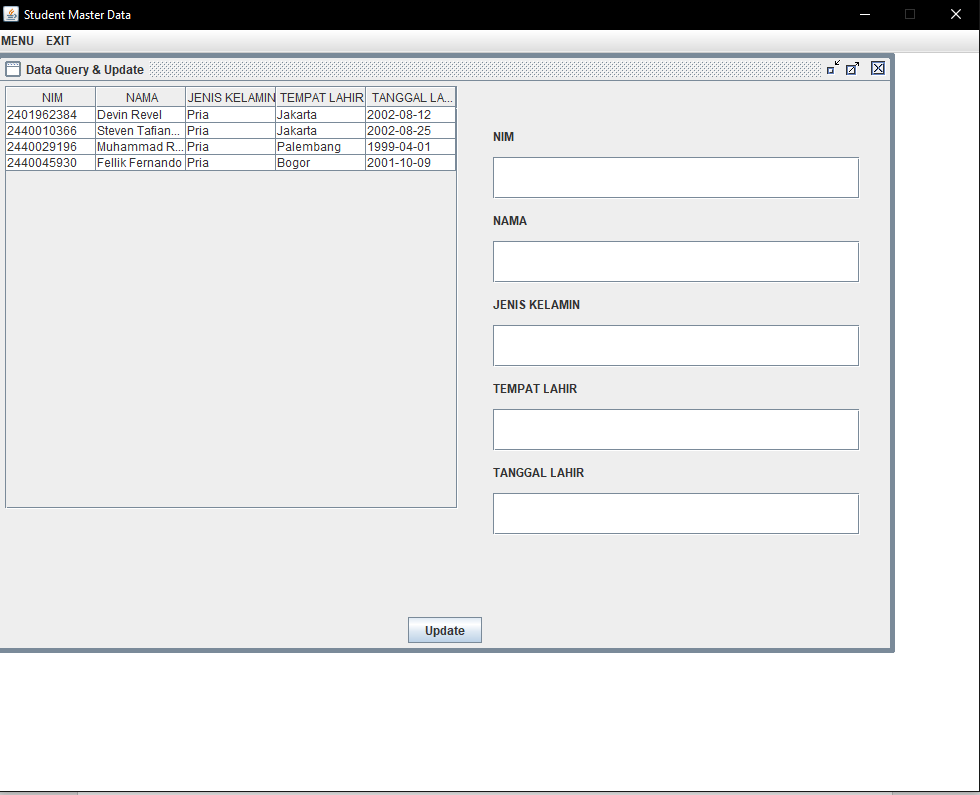 Student Master Data
MENU EXIT
Data Query & Update
NIM NAMA JENIS KELAMIN TEMPAT LAHIR TANGGAL LA...
2401962384 Devin Revel Pria Jakarta 2002-08-12
2440010366 Steven Tafian... Pria Jakarta 2002-08-25
2440029196 Muhammad R... Pria Palembang 1999-04-01
2440045930 Fellik Fernando Pria Bogor 2001-10-09
NIM
NAMA
JENIS KELAMIN
TEMPAT LAHIR
TANGGAL LAHIR
Update